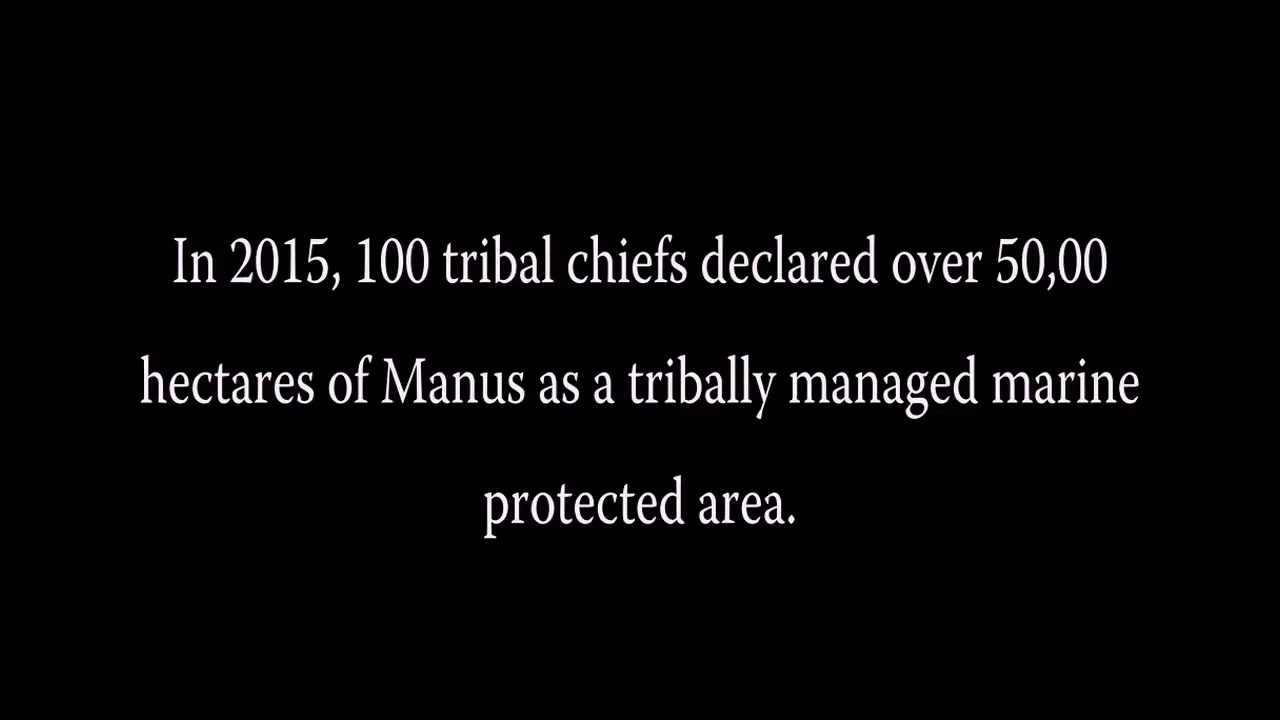 In 2015, 100 tribal chiefs declared over 50,00
hectares of Manus as a tribally managed marine
protected area.